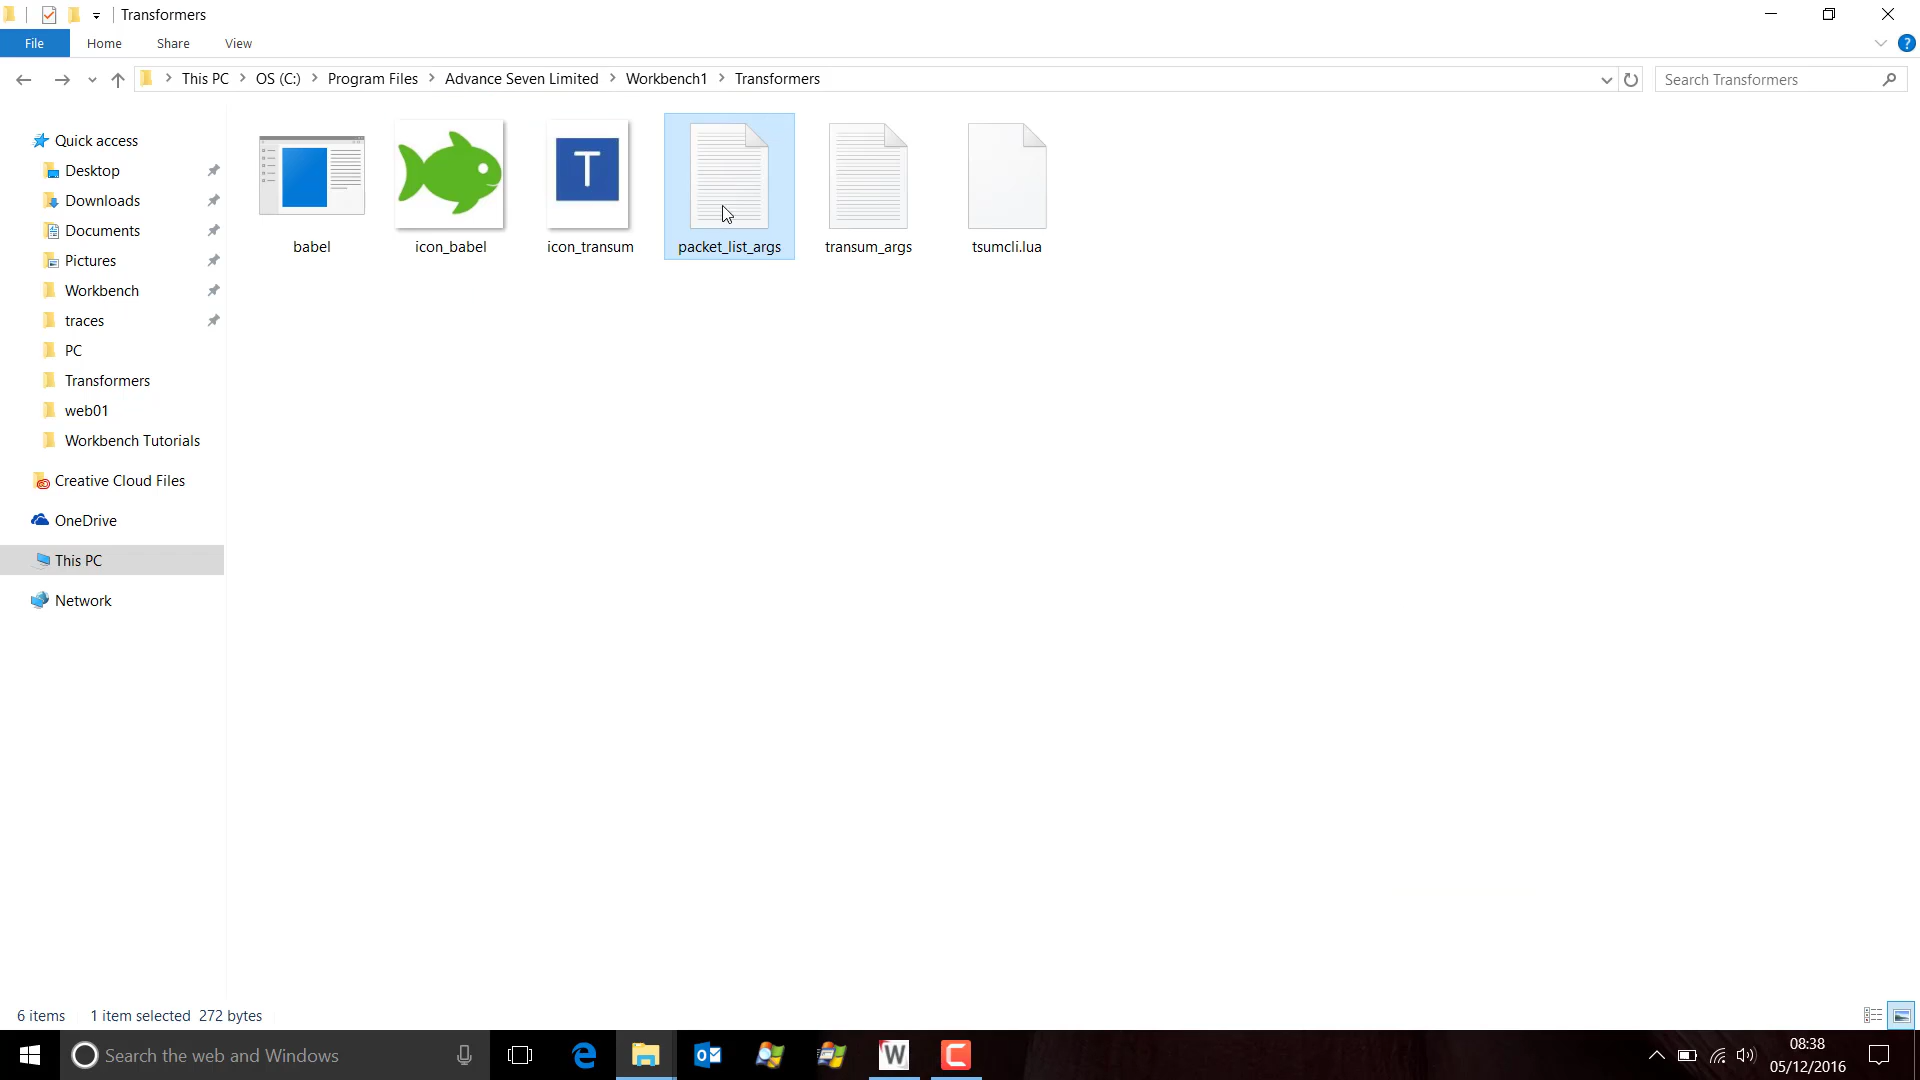 Transformers
File Home Share View
?
This PC OS (C:) Program Files Advance Seven Limited Workbench1 Transformers
Search Transformers
Quick access
Desktop
Downloads
Documents
Pictures
Workbench
traces
PC
Transformers
web01
Workbench Tutorials
Creative Cloud Files
OneDrive
This PC
Network
T
babel icon_babel icon_transum packet_list_args transum_args tsumcli.lua
6 items 1 item selected 272 bytes
Search the web and Windows
08:38
05/12/2016